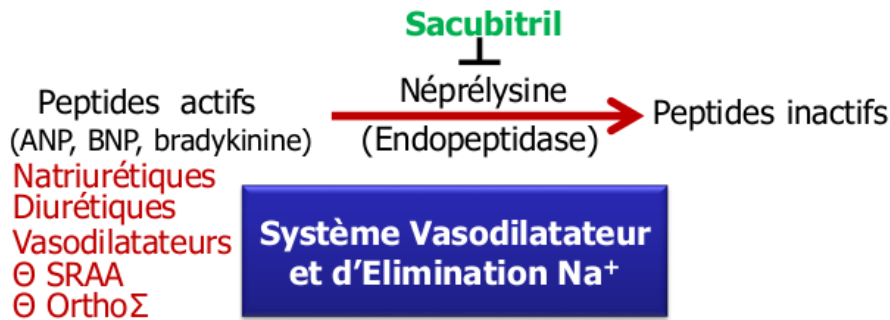 Sacubitril
Néprélysine
Peptides actifs
Peptides inactifs
(ANP, BNP, bradykinine)
(Endopeptidase)
Natriurétiques
Diurétiques
Vasodilatateurs
Θ SRAA
Θ OrthoΣ
Système Vasodilatateur
et d’Elimination Na⁺